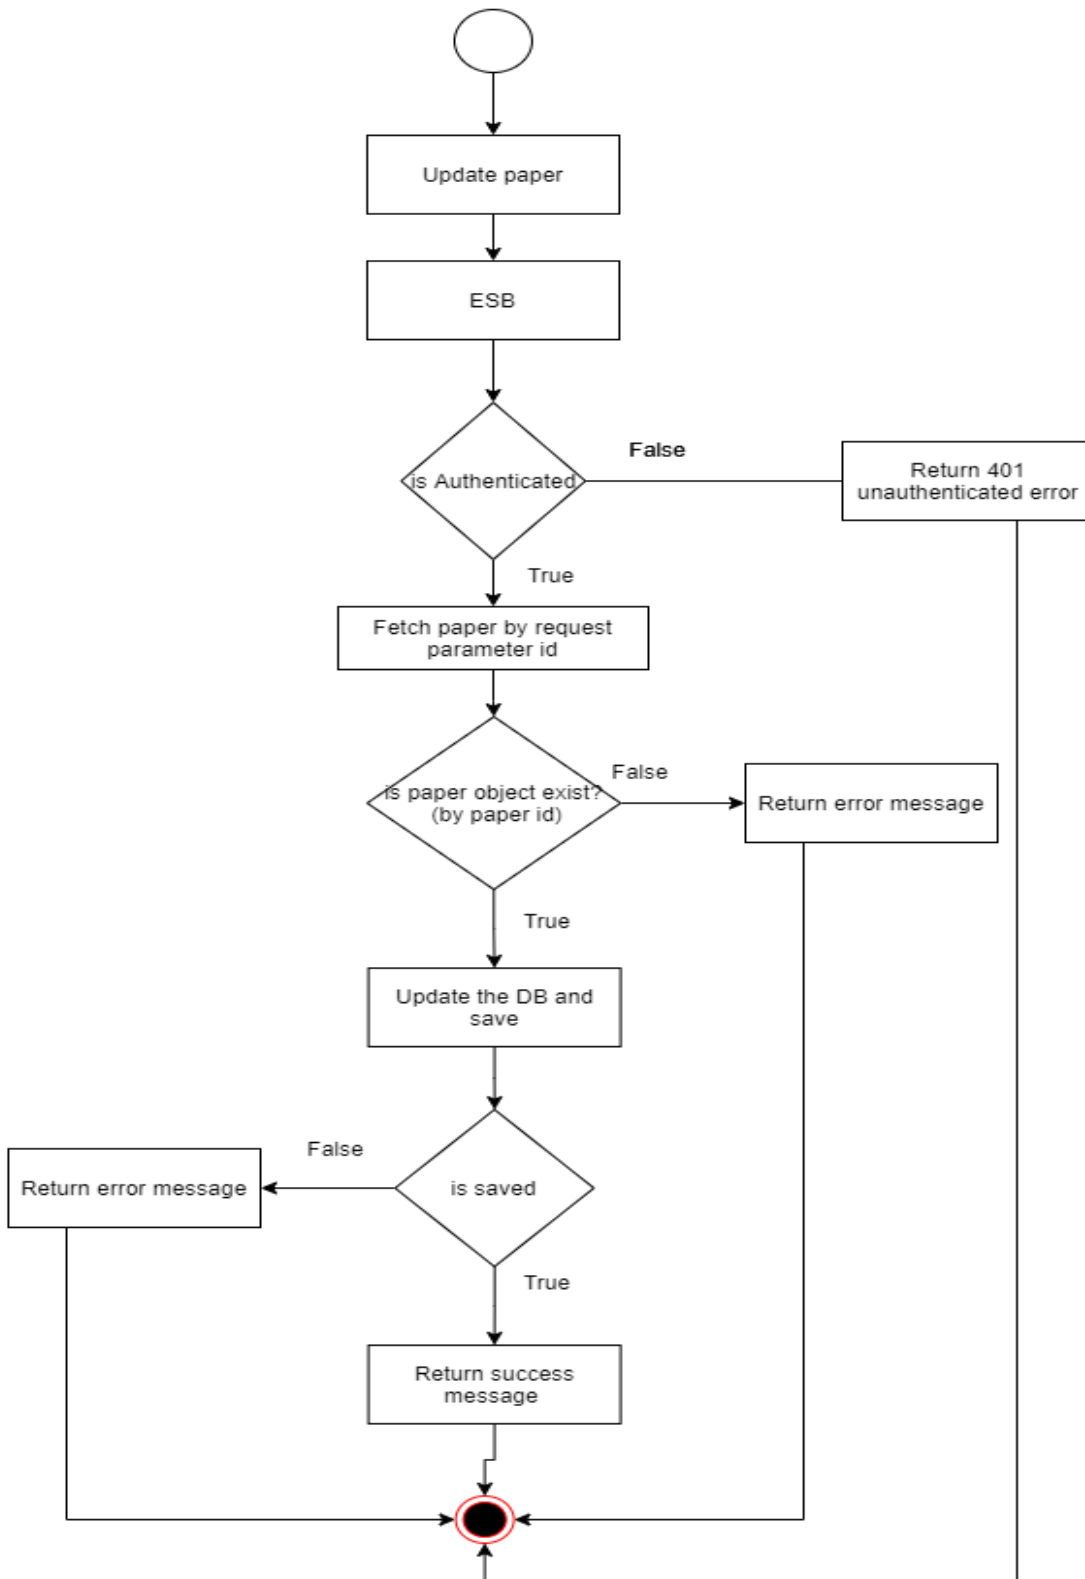 Update paper
ESB
is Authenticated
False
Return 401
unauthenticated error
True
Fetch paper by request
parameter id
is paper object exist?
(by paper id)
False
Return error message
True
Update the DB and
save
False
Return error message
is saved
True
Return success
message